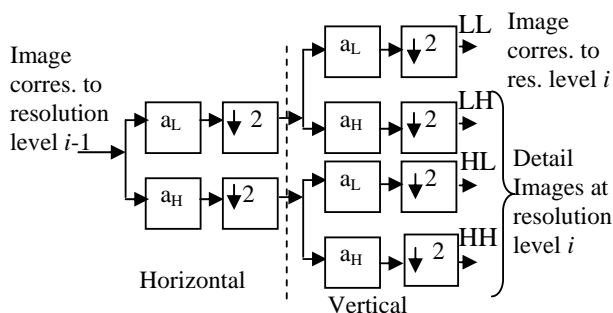 Image
corres. to
resolution
level i-1
a_L
↓ 2
a_H
↓ 2
Horizontal
a_L
↓ 2
LL
a_H
↓ 2
LH
a_L
↓ 2
HL
a_H
↓ 2
HH
Vertical
Image
corres. to
res. level i
Detail
Images at
resolution
level i